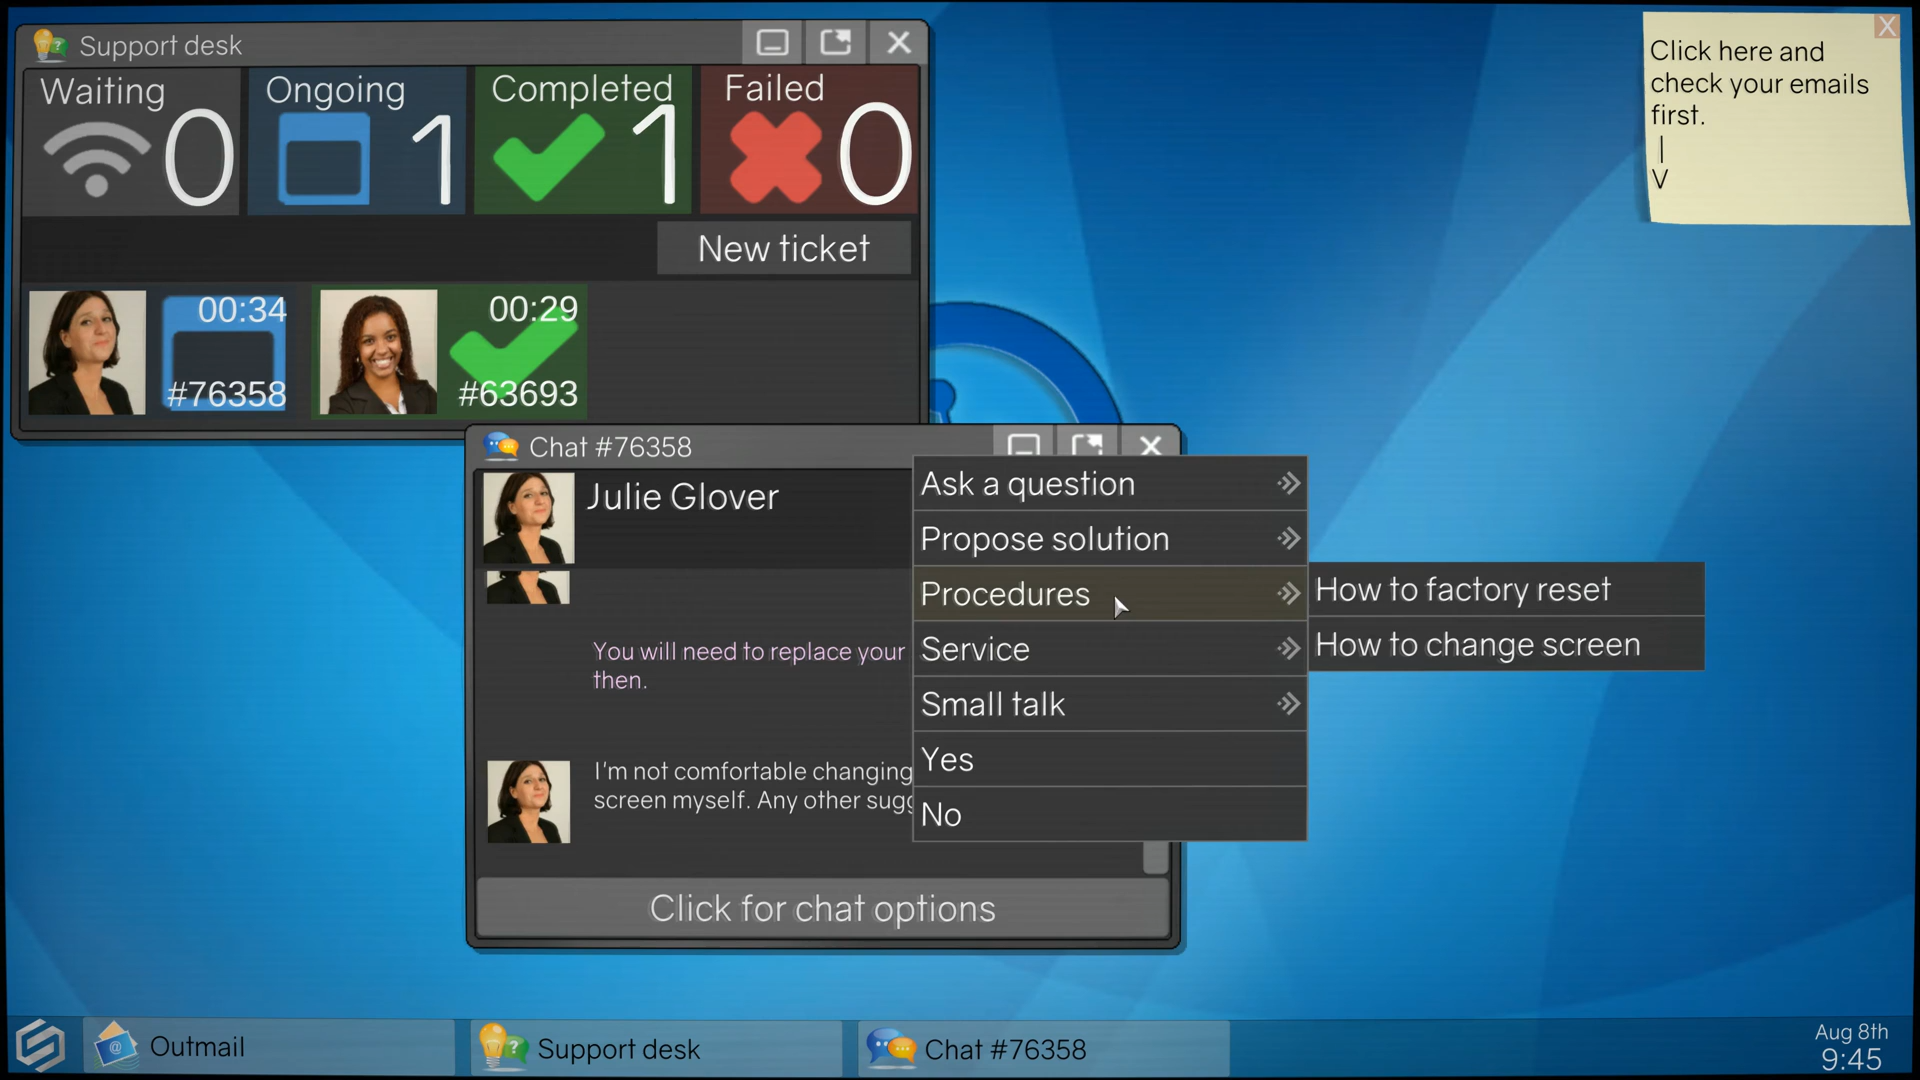 Support desk
Waiting
0
Ongoing
1
Completed
1
Failed
0
New ticket
00:34
#76358
00:29
#63693
Click here and
check your emails
first.
|
V
Chat #76358
Julie Glover
You will need to replace your
then.
I'm not comfortable changing
screen myself. Any other sugg
Click for chat options
Ask a question
Propose solution
Procedures
Service
Small talk
Yes
No
How to factory reset
How to change screen
Outmail
Support desk
Chat #76358
Aug 8th
9:45